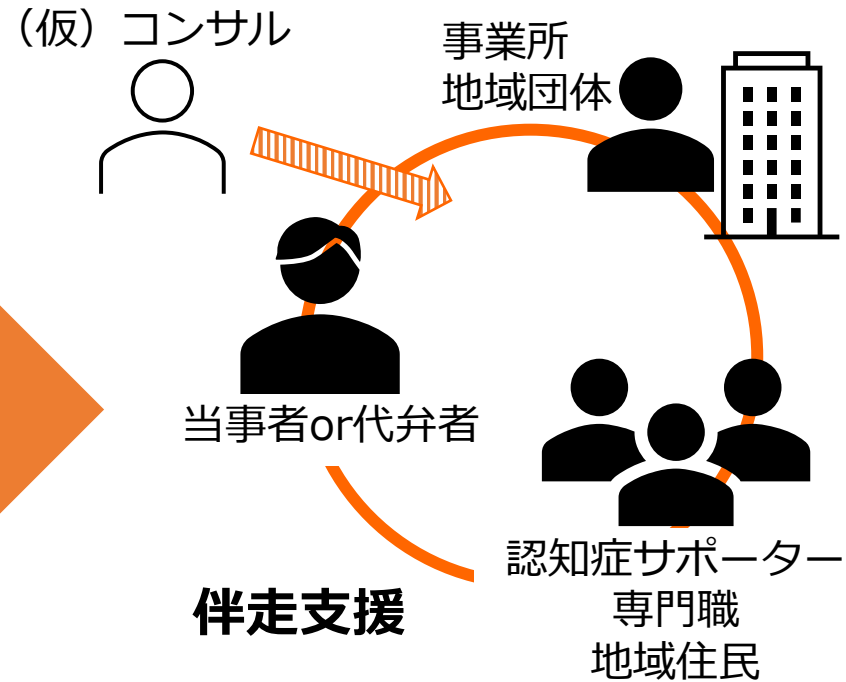 （仮）コンサル
事業所
地域団体
当事者or代弁者
認知症サポーター
専門職
地域住民
伴走支援